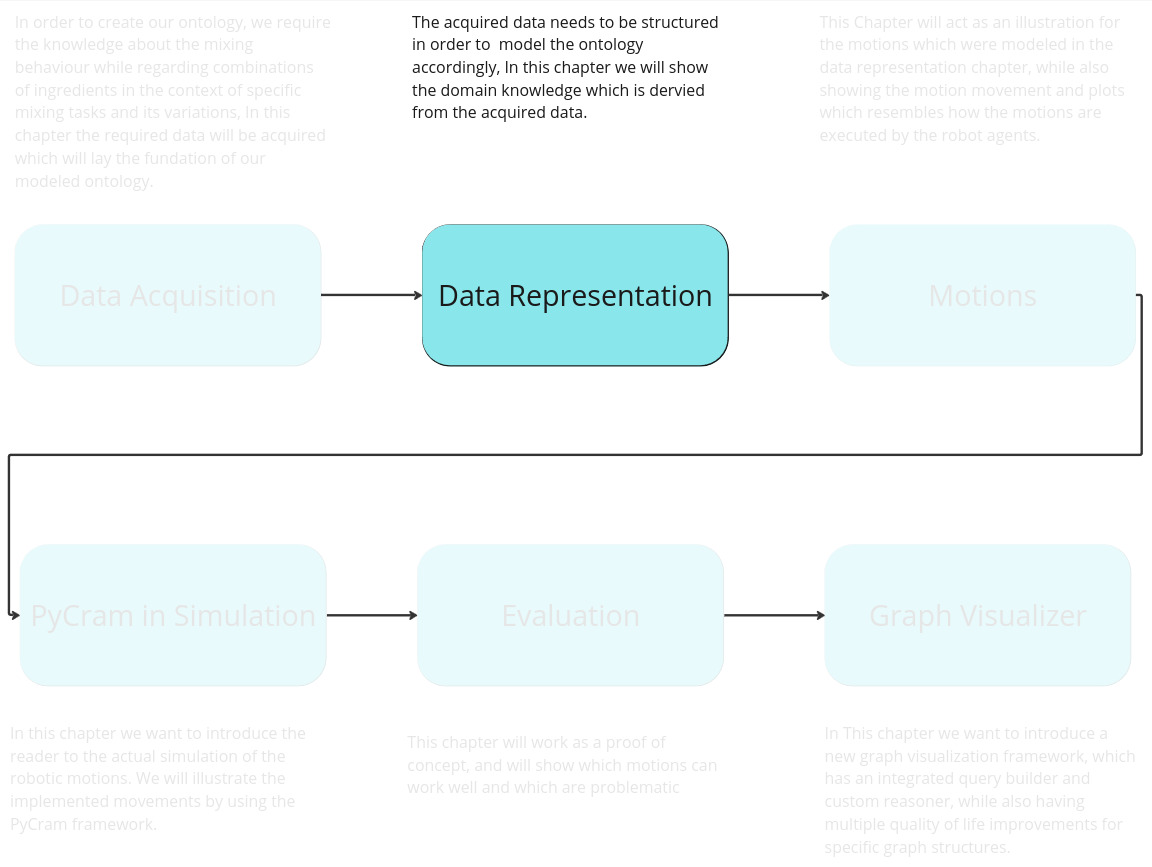 In order to create our ontology, we require
the knowledge about the mixing
behaviour while regarding combinations
of ingredients in the context of specific
mixing tasks and its variations, In this
chapter the required data will be acquired
which will lay the fundation of our
modeled ontology.
The acquired data needs to be structured
in order to  model the ontology
accordingly, In this chapter we will show
the domain knowledge which is dervied
from the acquired data.
This Chapter will act as an illustration for
the motions which were modeled in the
data representation chapter, while also
showing the motion movement and plots
which resembles how the motions are
executed by the robot agents.
Data Acquisition
Data Representation
Motions
PyCram in Simulation
Evaluation
Graph Visualizer
In this chapter we want to introduce the
reader to the actual simulation of the
robotic motions. We will illustrate the
implemented movements by using the
PyCram framework.
This chapter will work as a proof of
concept, and will show which motions can
work well and which are problematic
In This chapter we want to introduce a
new graph visualization framework, which
has an integrated query builder and
custom reasoner, while also having
multiple quality of life improvements for
specific graph structures.